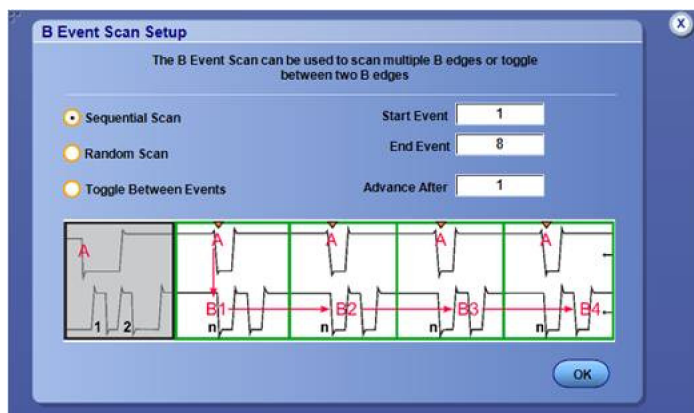 B Event Scan Setup
X
The B Event Scan can be used to scan multiple B edges or toggle
between two B edges
Sequential Scan
Start Event 1
End Event 8
Random Scan
Toggle Between Events
Advance After 1
A A A A A
B1 B2 B3 B4
1 2 n n n n
OK